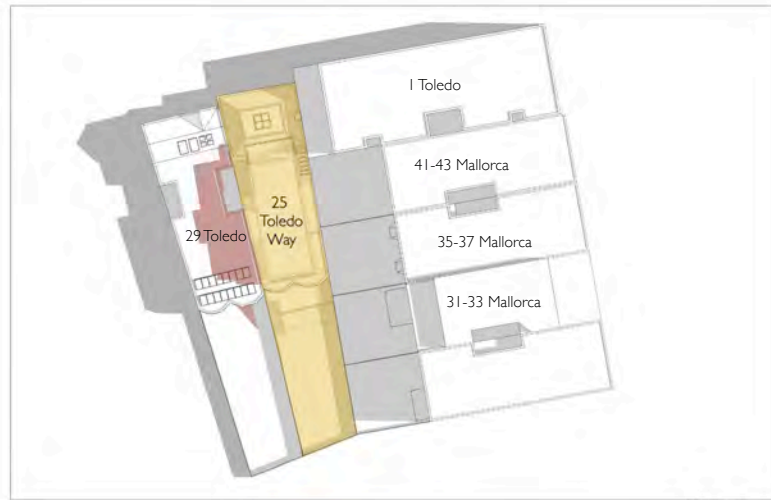 1 Toledo
41-43 Mallorca
25
Toledo
Way
29 Toledo
35-37 Mallorca
31-33 Mallorca